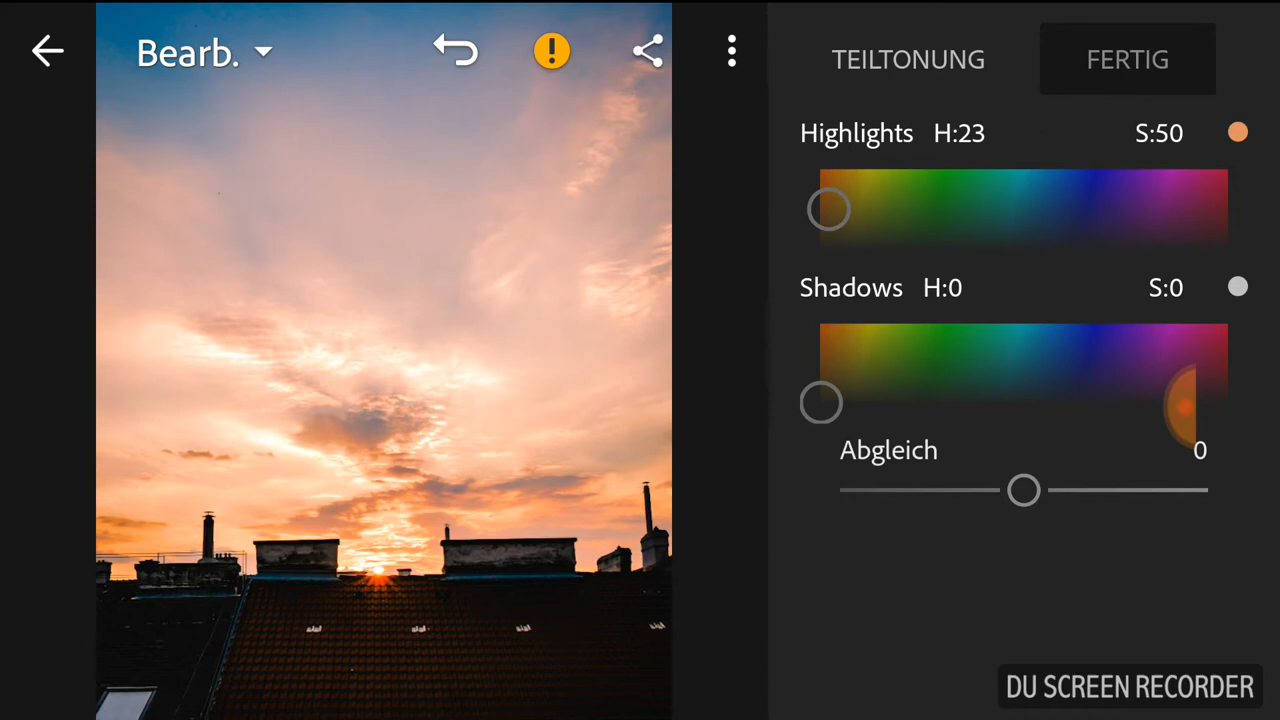 Bearb.
TEILTONUNG FERTIG
Highlights H:23 S:50
Shadows H:0 S:0
Abgleich 0
DU SCREEN RECORDER